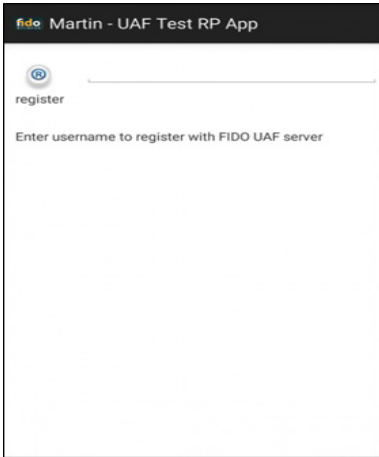 fido Martin - UAF Test RP App
®
register
Enter username to register with FIDO UAF server